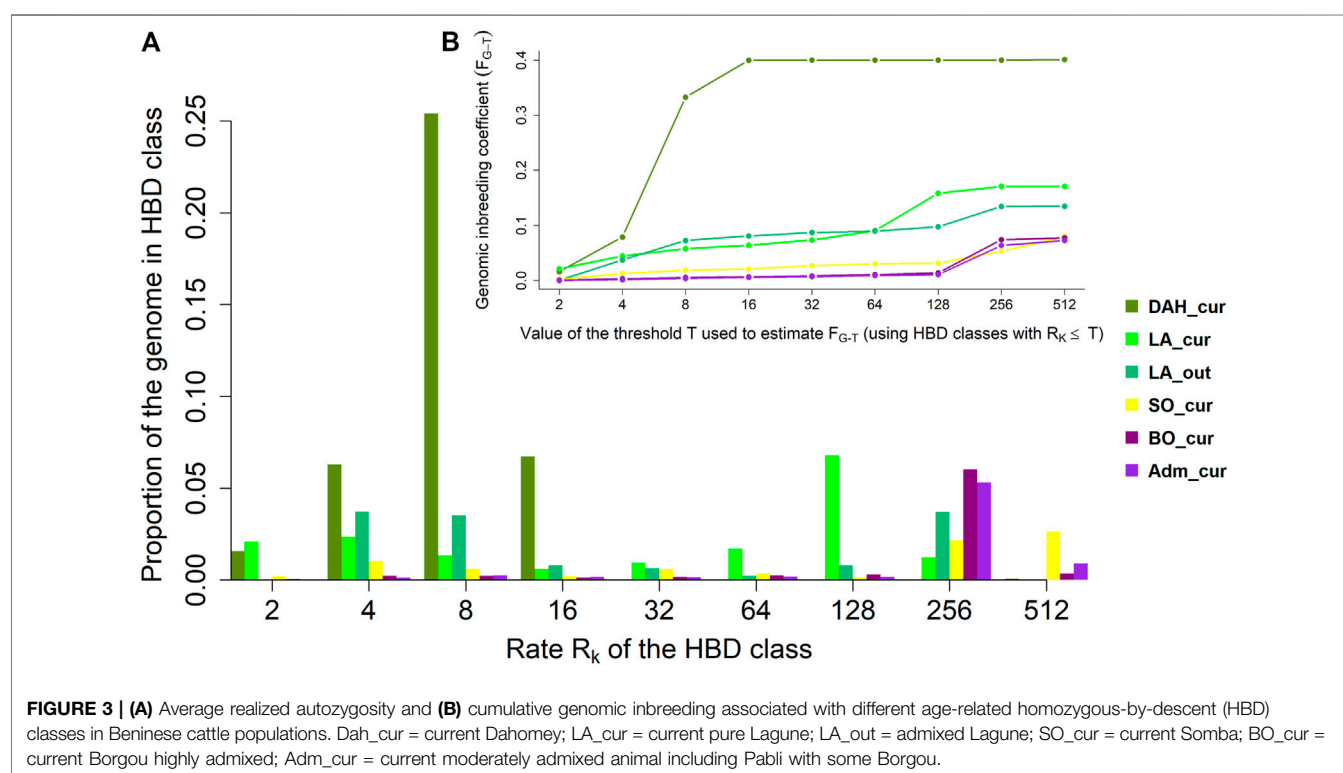 A
B
Proportion of the genome in HBD class
0.00
0.05
0.10
0.15
0.20
0.25
2
4
8
16
32
64
128
256
512
Rate Rk of the HBD class
Genomic inbreeding coefficient (FG−T)
0.0
0.1
0.2
0.3
0.4
2
4
8
16
32
64
128
256
512
Value of the threshold T used to estimate FG-T (using HBD classes with RK ≤ T)
DAH_cur
LA_cur
LA_out
SO_cur
BO_cur
Adm_cur
FIGURE 3 | (A) Average realized autozygosity and (B) cumulative genomic inbreeding associated with different age-related homozygous-by-descent (HBD)
classes in Beninese cattle populations. Dah_cur = current Dahomey; LA_cur = current pure Lagune; LA_out = admixed Lagune; SO_cur = current Somba; BO_cur =
current Borgou highly admixed; Adm_cur = current moderately admixed animal including Pabli with some Borgou.